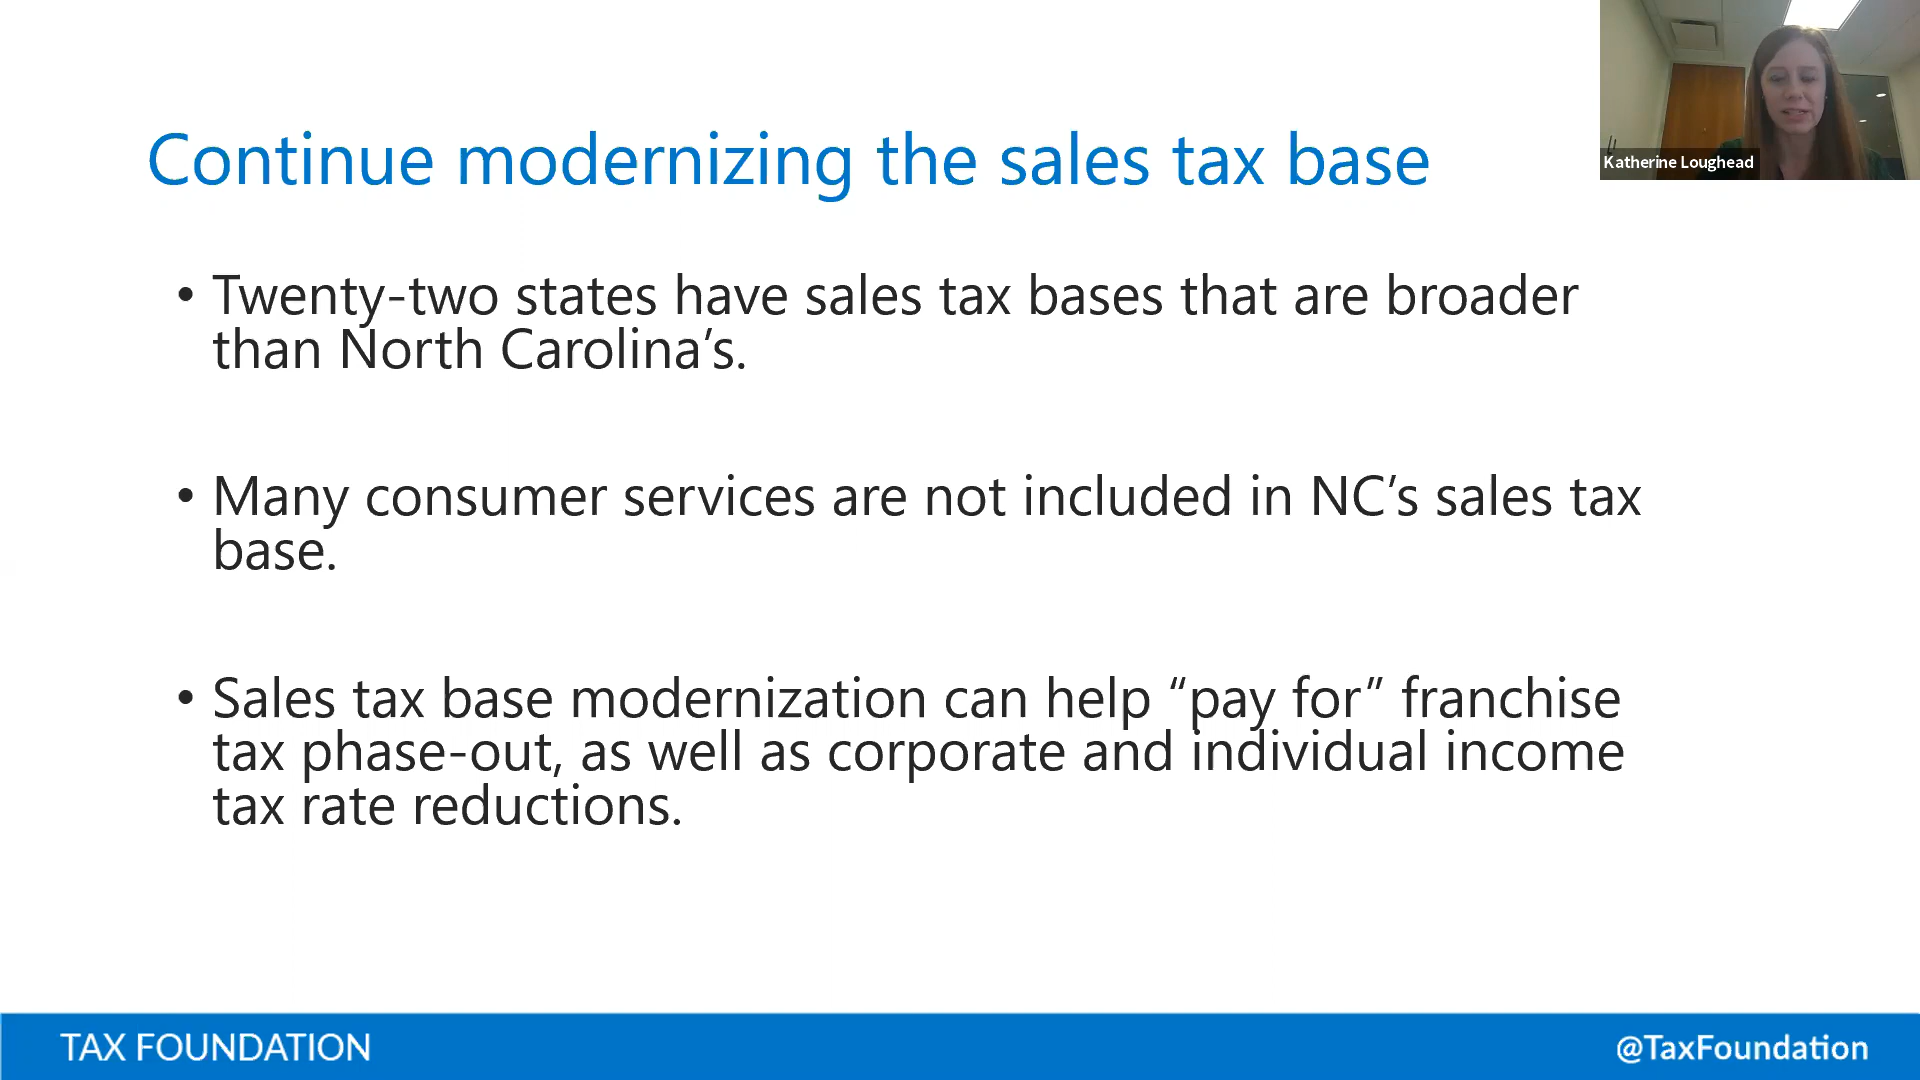 Continue modernizing the sales tax base
Katherine Loughead
• Twenty-two states have sales tax bases that are broader
than North Carolina’s.
• Many consumer services are not included in NC’s sales tax
base.
• Sales tax base modernization can help “pay for” franchise
tax phase-out, as well as corporate and individual income
tax rate reductions.
TAX FOUNDATION
@TaxFoundation